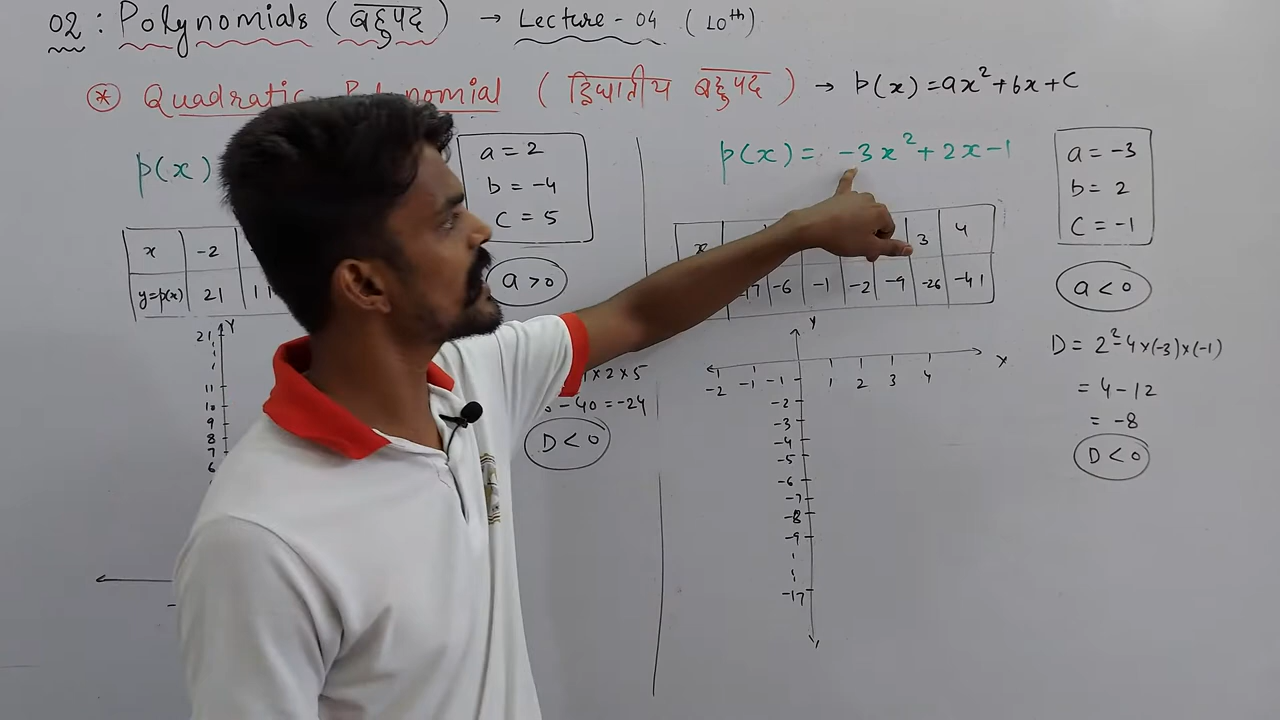 02 : Polynomials (बहुपद) → Lecture - 04 (10th)
* Quadratic Polynomial (द्विघातीय बहुपद) → p(x) = ax² + bx + c
p(x)
a = 2
b = -4
c = 5
x -2
y=p(x) 21 11
a > 0
x 2 x 5
- 40 = -24
D < 0
21
Y
11
10
9
8
7
6
p(x) = -3x² + 2x - 1
x 3 4
-17 -6 -1 -2 -9 -26 -41
Y
X
-2 -1 1 2 3 4
-1
-2
-3
-4
-5
-6
-7
-8
-9
-17
a = -3
b = 2
c = -1
a < 0
D = 2² - 4 x (-3) x (-1)
= 4 - 12
= -8
D < 0